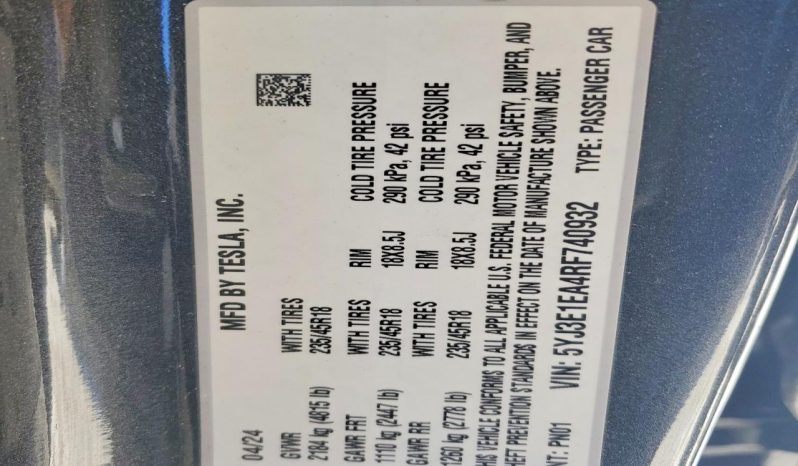 MFD BY TESLA, INC.
04/24
GVWR WITH TIRES
2184 kg (4815 lb) 235/45R18
GAWR FRT WITH TIRES RIM COLD TIRE PRESSURE
1110 kg (2447 lb) 235/45R18 18X8.5J 290 kPa, 42 psi
GAWR RR WITH TIRES RIM COLD TIRE PRESSURE
1260 kg (2778 lb) 235/45R18 18X8.5J 290 kPa, 42 psi
THIS VEHICLE CONFORMS TO ALL APPLICABLE U.S. FEDERAL MOTOR VEHICLE SAFETY, BUMPER, AND
THEFT PREVENTION STANDARDS IN EFFECT ON THE DATE OF MANUFACTURE SHOWN ABOVE.
NT: PN01 VIN: 5YJ3E1EA4RF740932 TYPE: PASSENGER CAR